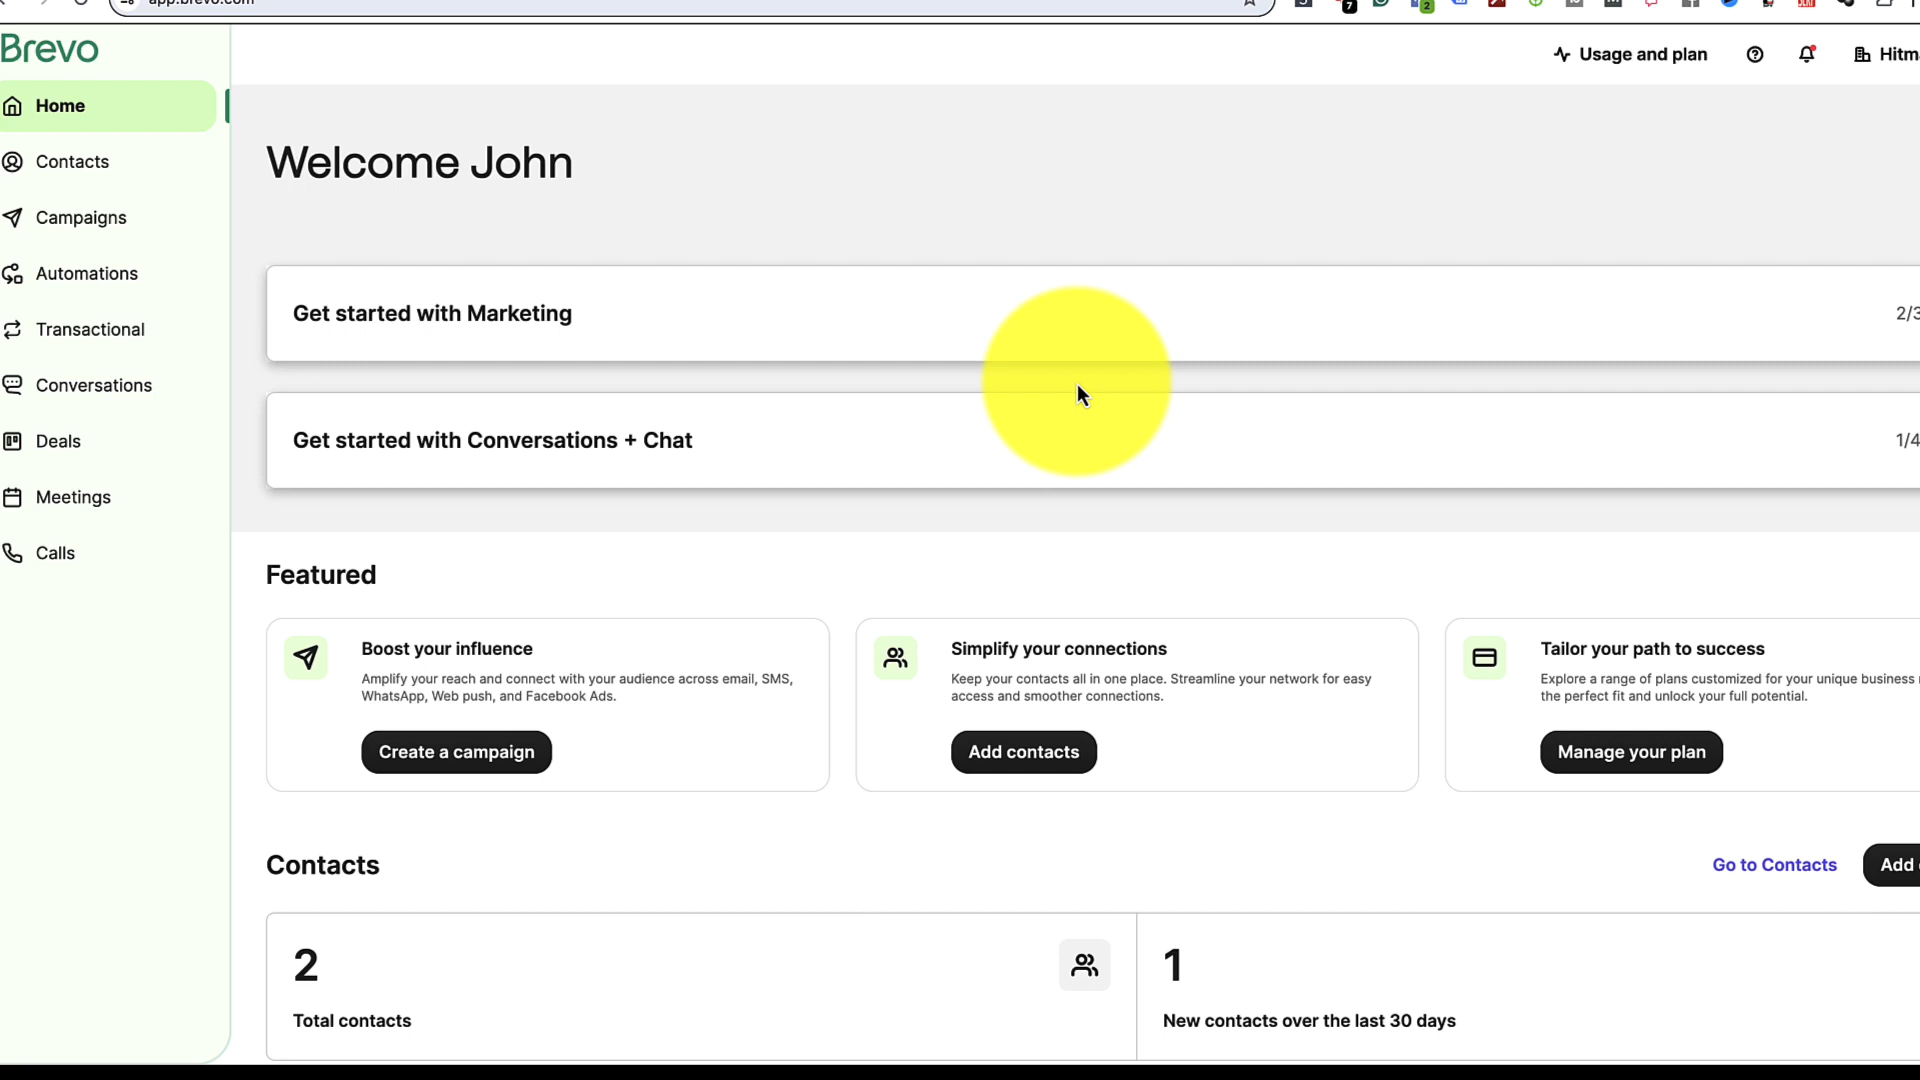 app.brevo.com
7
2
Brevo
Usage and plan
Hitm
Home
Contacts
Campaigns
Automations
Transactional
Conversations
Deals
Meetings
Calls
Welcome John
Get started with Marketing
2/3
Get started with Conversations + Chat
1/4
Featured
Boost your influence
Amplify your reach and connect with your audience across email, SMS,
WhatsApp, Web push, and Facebook Ads.
Create a campaign
Simplify your connections
Keep your contacts all in one place. Streamline your network for easy
access and smoother connections.
Add contacts
Tailor your path to success
Explore a range of plans customized for your unique business
the perfect fit and unlock your full potential.
Manage your plan
Contacts
Go to Contacts
Add
2
Total contacts
1
New contacts over the last 30 days